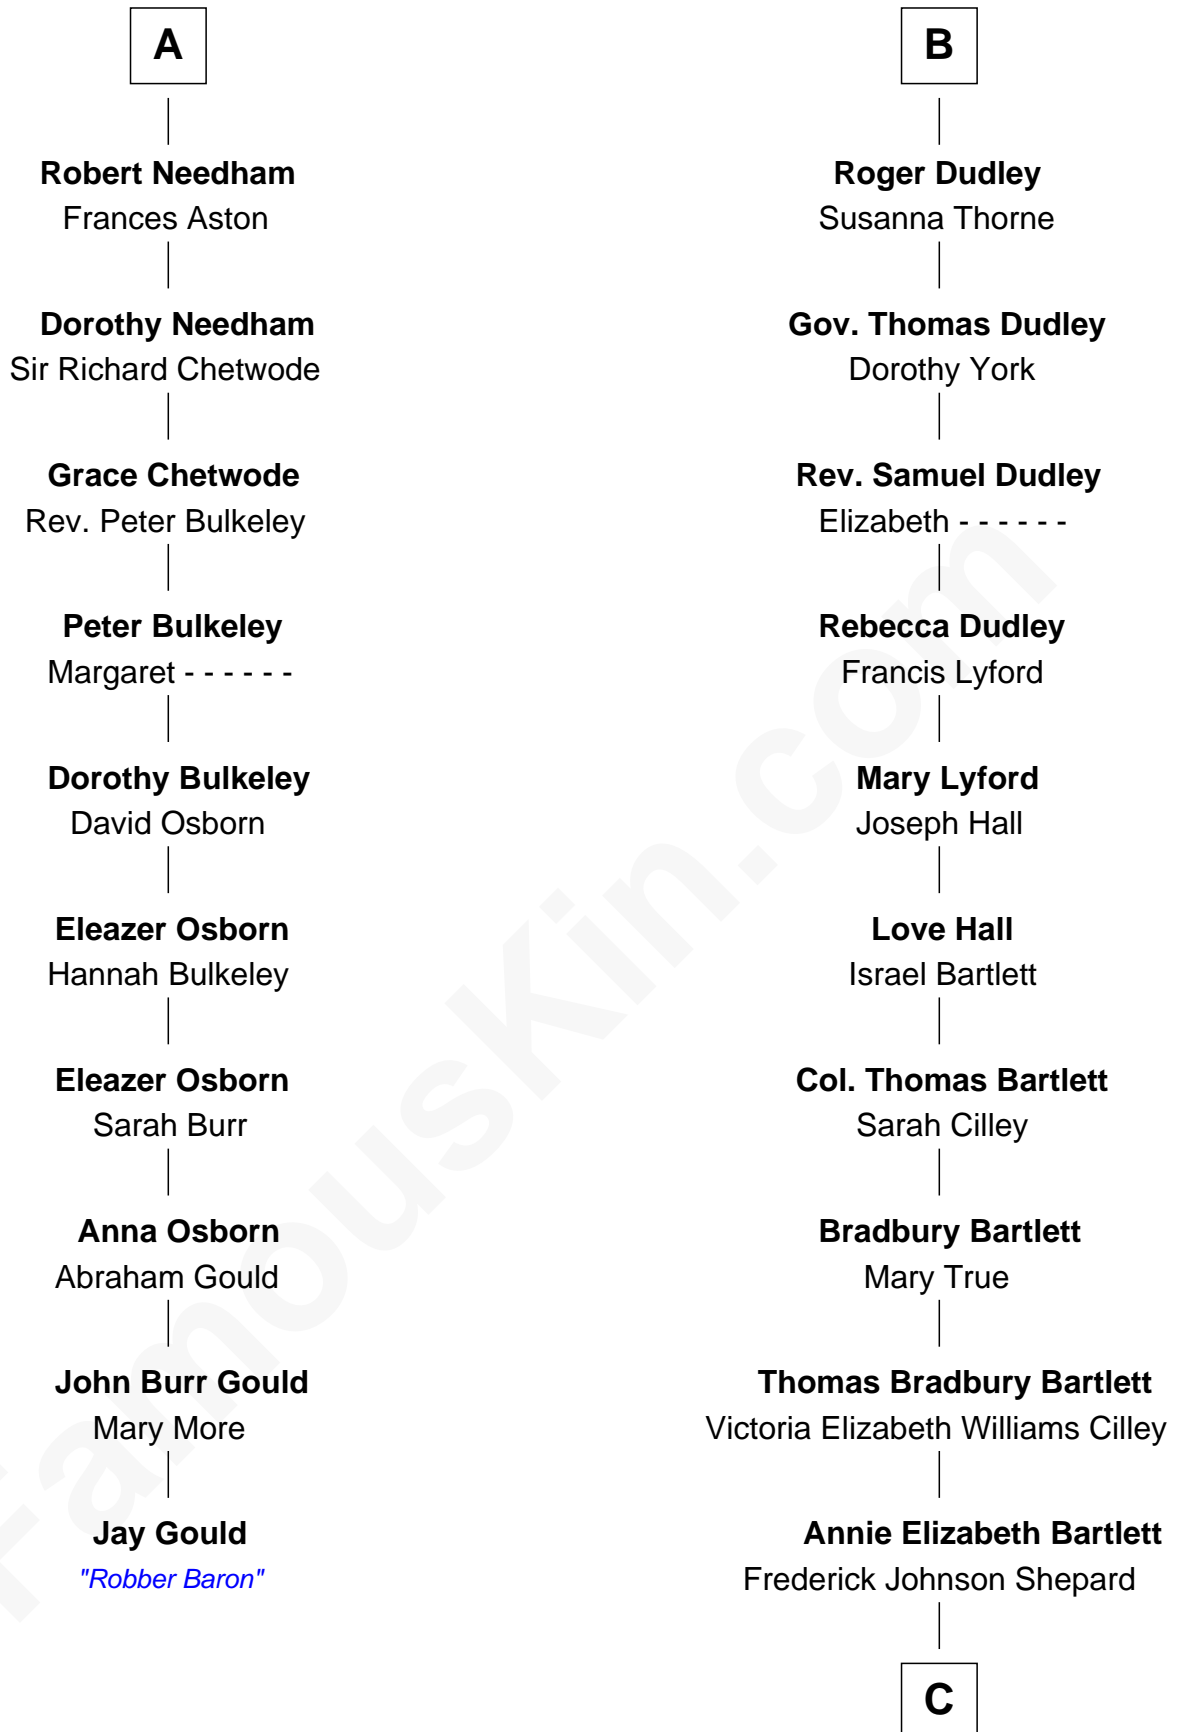 A
Robert Needham
Frances Aston
Dorothy Needham
Sir Richard Chetwode
Grace Chetwode
Rev. Peter Bulkeley
Peter Bulkeley
Margaret - - - - - -
Dorothy Bulkeley
David Osborn
Eleazer Osborn
Hannah Bulkeley
Eleazer Osborn
Sarah Burr
Anna Osborn
Abraham Gould
John Burr Gould
Mary More
Jay Gould
"Robber Baron"
B
Roger Dudley
Susanna Thorne
Gov. Thomas Dudley
Dorothy York
Rev. Samuel Dudley
Elizabeth - - - - - -
Rebecca Dudley
Francis Lyford
Mary Lyford
Joseph Hall
Love Hall
Israel Bartlett
Col. Thomas Bartlett
Sarah Cilley
Bradbury Bartlett
Mary True
Thomas Bradbury Bartlett
Victoria Elizabeth Williams Cilley
Annie Elizabeth Bartlett
Frederick Johnson Shepard
C
FamousKin.com